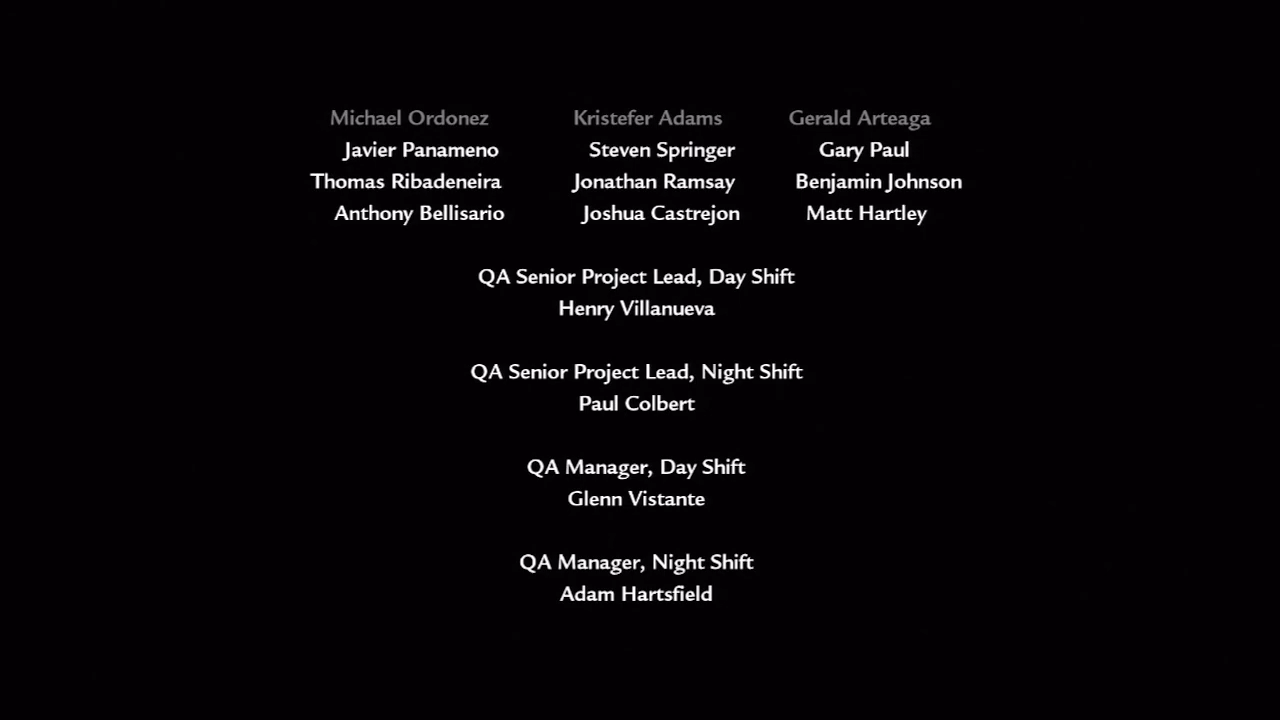 Michael Ordonez Kristefer Adams Gerald Arteaga
Javier Panameno Steven Springer Gary Paul
Thomas Ribadeneira Jonathan Ramsay Benjamin Johnson
Anthony Bellisario Joshua Castrejon Matt Hartley
QA Senior Project Lead, Day Shift
Henry Villanueva
QA Senior Project Lead, Night Shift
Paul Colbert
QA Manager, Day Shift
Glenn Vistante
QA Manager, Night Shift
Adam Hartsfield